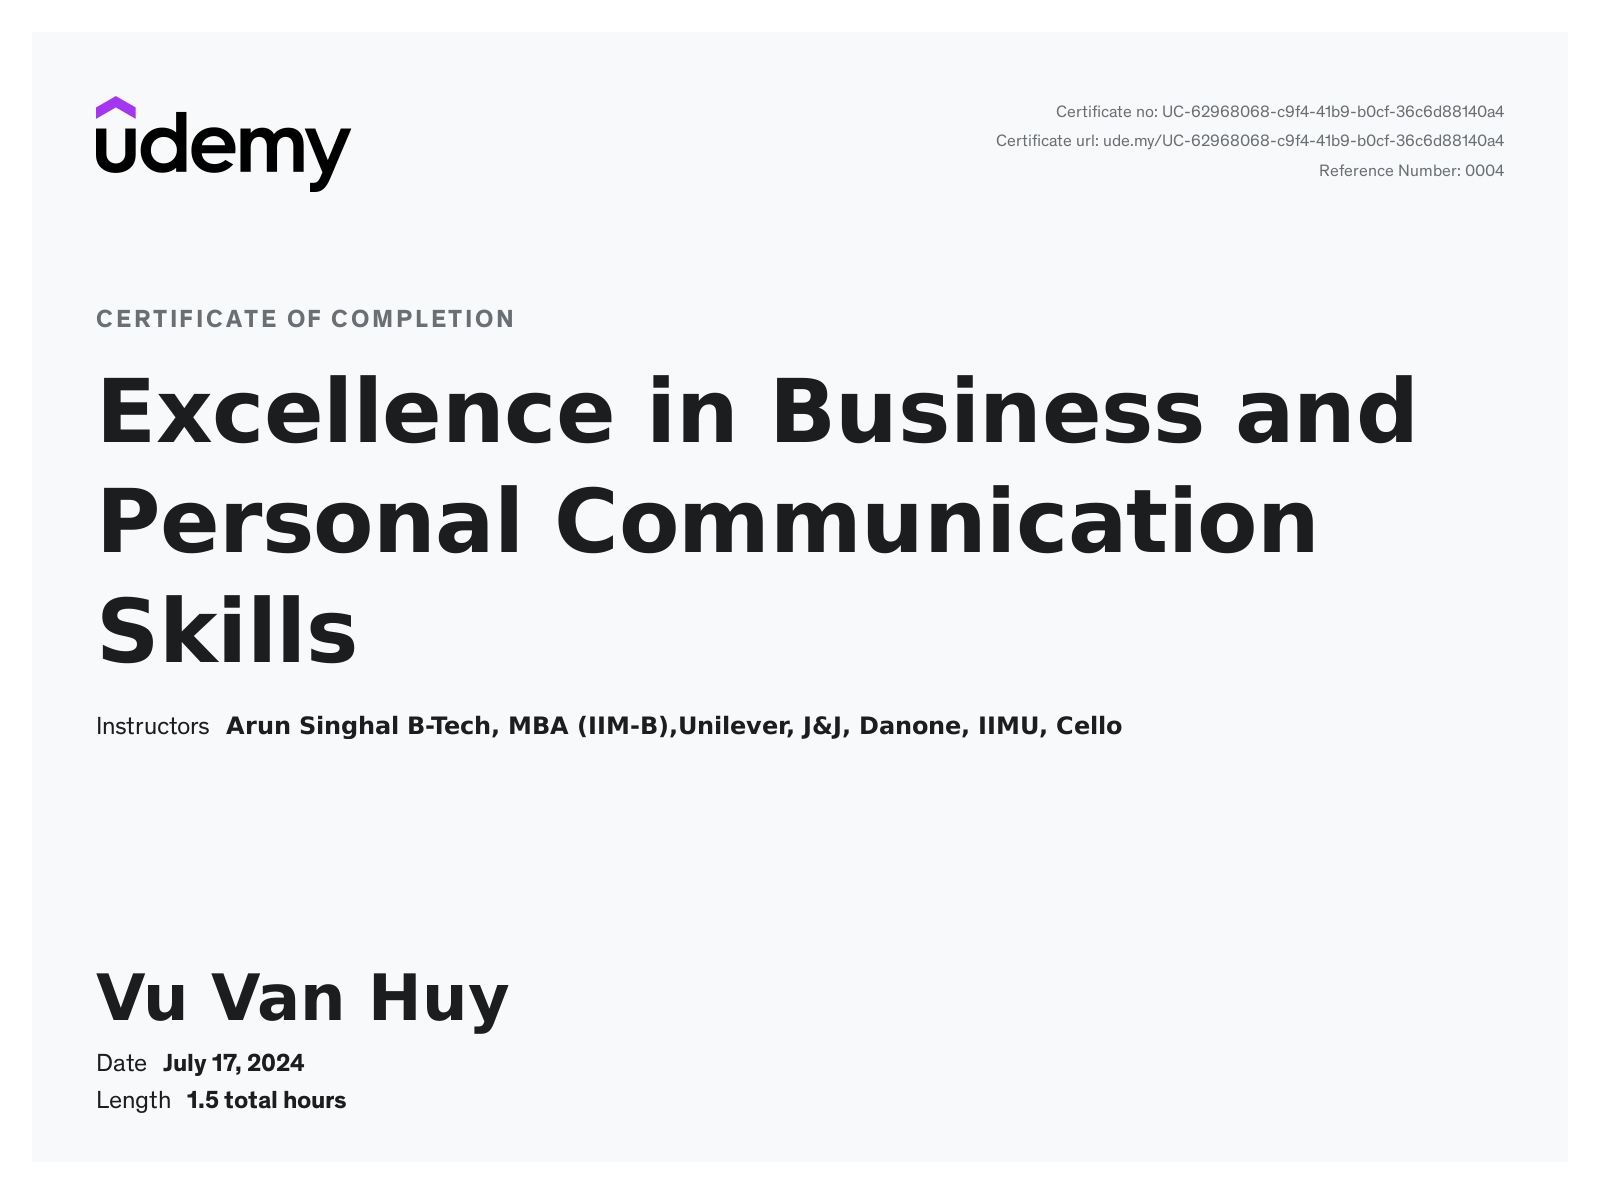 udemy
Certificate no: UC-62968068-c9f4-41b9-b0cf-36c6d88140a4
Certificate url: ude.my/UC-62968068-c9f4-41b9-b0cf-36c6d88140a4
Reference Number: 0004
CERTIFICATE OF COMPLETION
Excellence in Business and
Personal Communication
Skills
Instructors Arun Singhal B-Tech, MBA (IIM-B),Unilever, J&J, Danone, IIMU, Cello
Vu Van Huy
Date July 17, 2024
Length 1.5 total hours